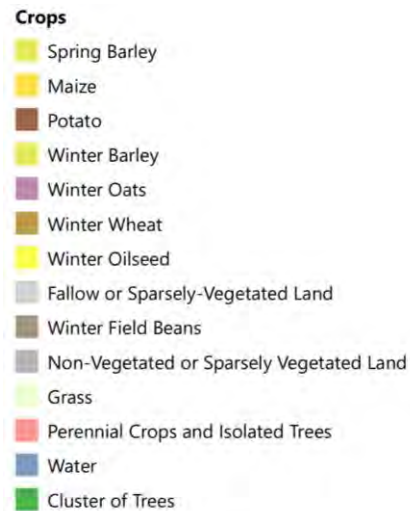 Crops
Spring Barley
Maize
Potato
Winter Barley
Winter Oats
Winter Wheat
Winter Oilseed
Fallow or Sparsely-Vegetated Land
Winter Field Beans
Non-Vegetated or Sparsely Vegetated Land
Grass
Perennial Crops and Isolated Trees
Water
Cluster of Trees